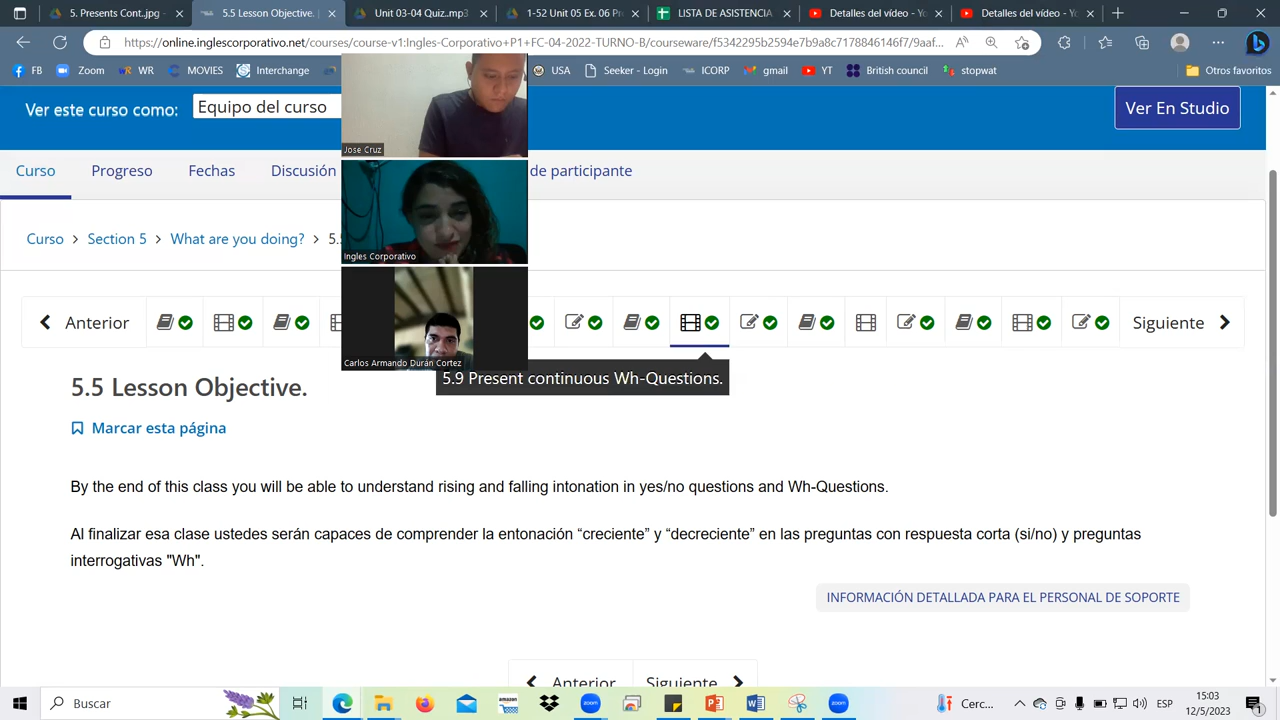 5. Presents Cont..jpg -
5.5 Lesson Objective.
Unit 03-04 Quiz.mp3
1-52 Unit 05 Ex. 06 Pr
LISTA DE ASISTENCIA
Detalles del vídeo - Yo
Detalles del vídeo - Yo
https://online.inglescorporativo.net/courses/course-v1:Ingles-Corporativo+P1+FC-04-2022-TURNO-B/courseware/f5342295b2594e7b9a8c7178846146f7/9aaf...
FB
Zoom
WR
MOVIES
Interchange
USA
Seeker - Login
ICORP
gmail
YT
British council
stopwat
Otros favoritos
Ver este curso como:
Equipo del curso
Ver En Studio
Jose Cruz
Curso
Progreso
Fechas
Discusión
de participante
Curso > Section 5 > What are you doing? > 5.
Ingles Corporativo
Anterior
Siguiente
Carlos Armando Durán Cortez
5.9 Present continuous Wh-Questions.
5.5 Lesson Objective.
Marcar esta página
By the end of this class you will be able to understand rising and falling intonation in yes/no questions and Wh-Questions.
Al finalizar esa clase ustedes serán capaces de comprender la entonación “creciente” y “decreciente” en las preguntas con respuesta corta (si/no) y preguntas
interrogativas "Wh".
INFORMACIÓN DETALLADA PARA EL PERSONAL DE SOPORTE
Anterior
Siguiente
Buscar
amazon
zoom
zoom
Cerc...
ESP
15:03
12/5/2023
1